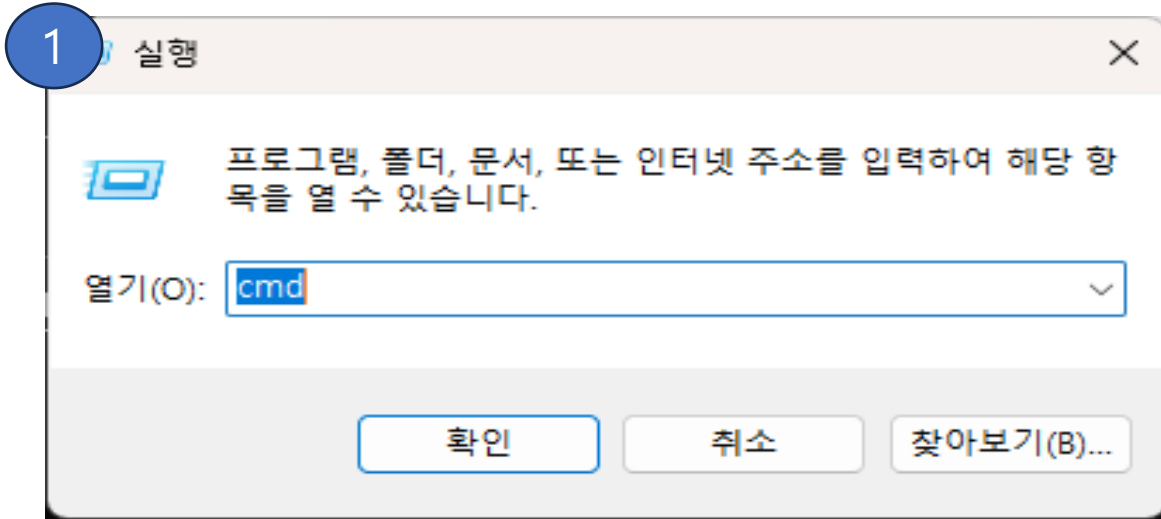 1 실행
프로그램, 폴더, 문서, 또는 인터넷 주소를 입력하여 해당 항
목을 열 수 있습니다.
열기(O): cmd
확인 취소 찾아보기(B)...